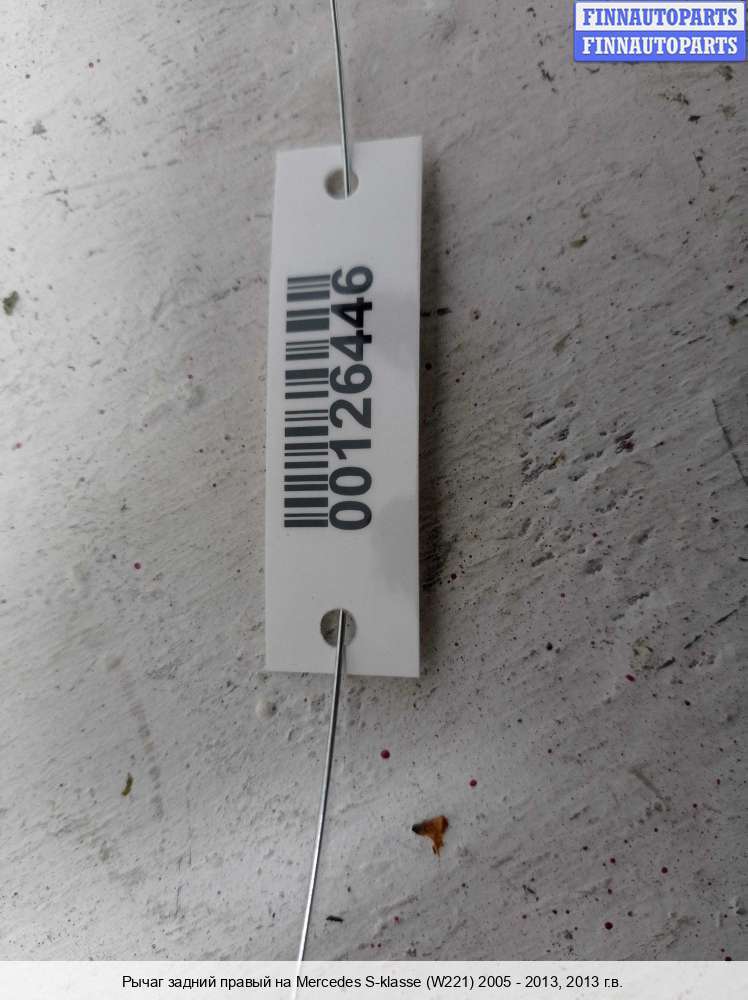 FINNAUTOPARTS
FINNAUTOPARTS
00126446
Рычаг задний правый на Mercedes S-klasse (W221) 2005 - 2013, 2013 г.в.